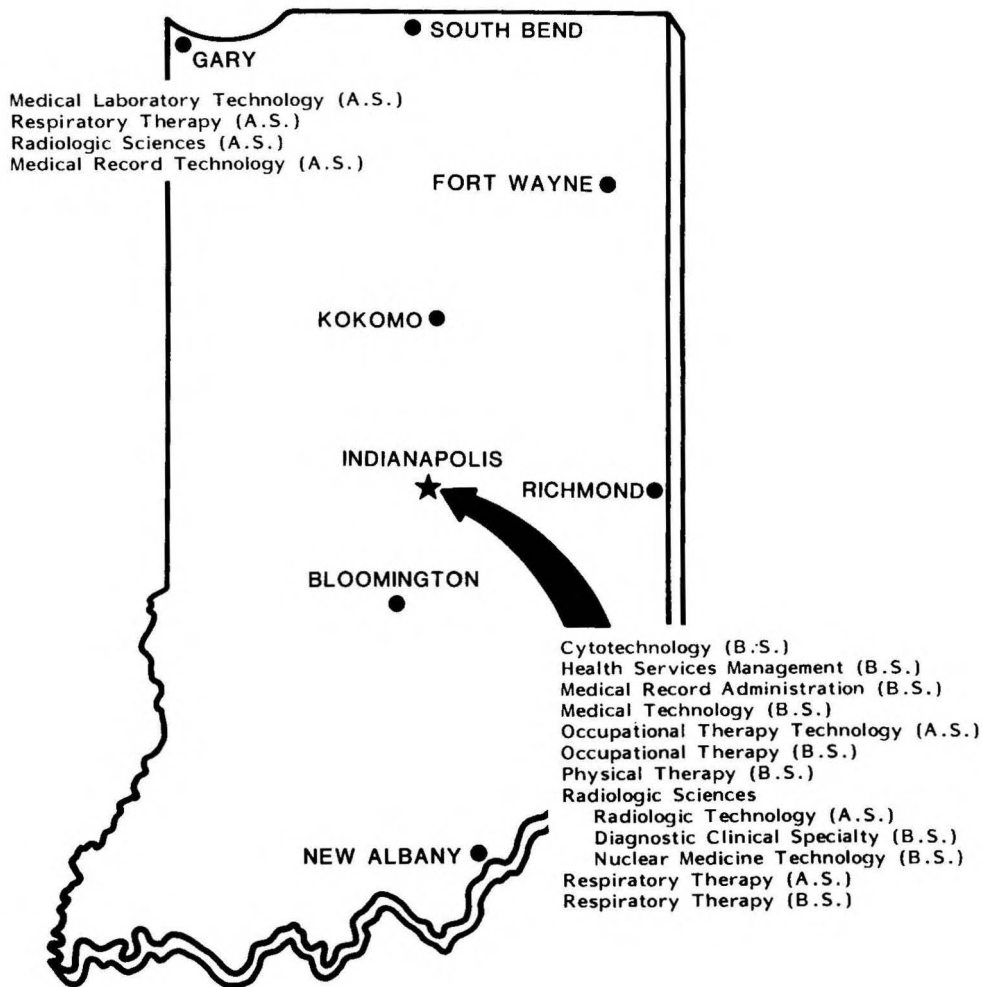 SOUTH BEND
GARY
Medical Laboratory Technology (A.S.)
Respiratory Therapy (A.S.)
Radiologic Sciences (A.S.)
Medical Record Technology (A.S.)
FORT WAYNE
KOKOMO
INDIANAPOLIS
RICHMOND
BLOOMINGTON
Cytotechnology (B.S.)
Health Services Management (B.S.)
Medical Record Administration (B.S.)
Medical Technology (B.S.)
Occupational Therapy Technology (A.S.)
Occupational Therapy (B.S.)
Physical Therapy (B.S.)
Radiologic Sciences
Radiologic Technology (A.S.)
Diagnostic Clinical Specialty (B.S.)
Nuclear Medicine Technology (B.S.)
Respiratory Therapy (A.S.)
Respiratory Therapy (B.S.)
NEW ALBANY